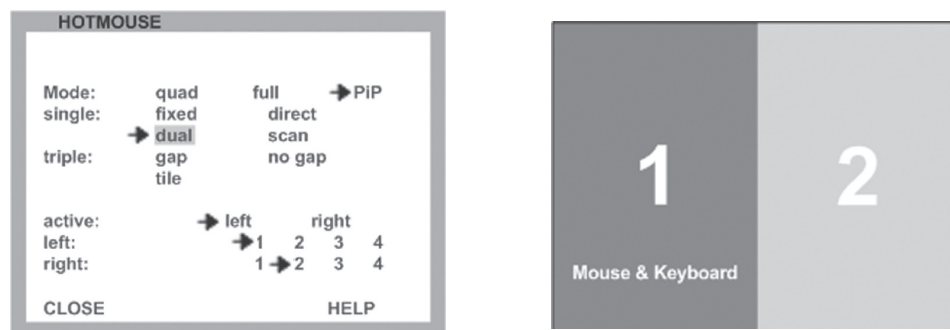 HOTMOUSE
Mode: quad full PiP
single: fixed direct
dual scan
triple: gap no gap
tile
active: left right
left: 1 2 3 4
right: 1 2 3 4
CLOSE HELP
1 2
Mouse & Keyboard